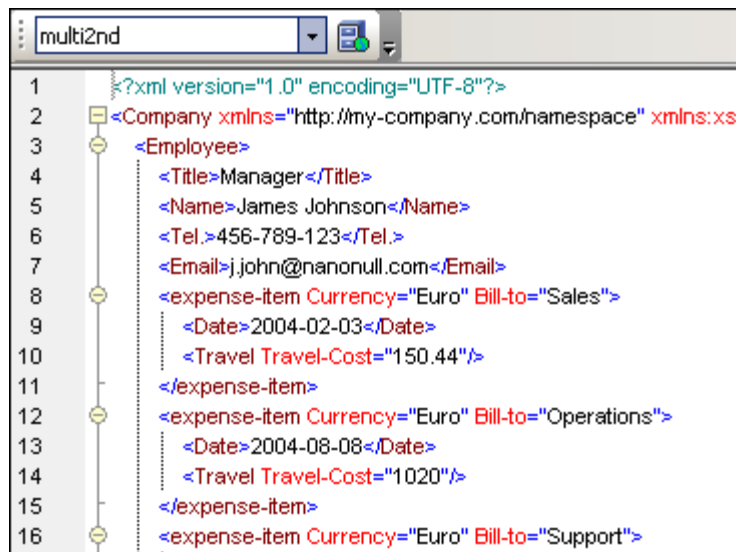 multi2nd
1 <?xml version="1.0" encoding="UTF-8"?>
2 <Company xmlns="http://my-company.com/namespace" xmlns:xs
3 <Employee>
4 <Title>Manager</Title>
5 <Name>James Johnson</Name>
6 <Tel.>456-789-123</Tel.>
7 <Email>j.john@nanonull.com</Email>
8 <expense-item Currency="Euro" Bill-to="Sales">
9 <Date>2004-02-03</Date>
10 <Travel Travel-Cost="150.44"/>
11 </expense-item>
12 <expense-item Currency="Euro" Bill-to="Operations">
13 <Date>2004-08-08</Date>
14 <Travel Travel-Cost="1020"/>
15 </expense-item>
16 <expense-item Currency="Euro" Bill-to="Support">